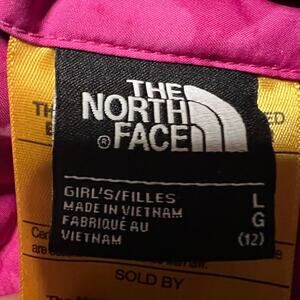 THE
NORTH
FACE
®
GIRL'S/FILLES L
MADE IN VIETNAM G
FABRIQUÉ AU (12)
VIETNAM
SOLD BY